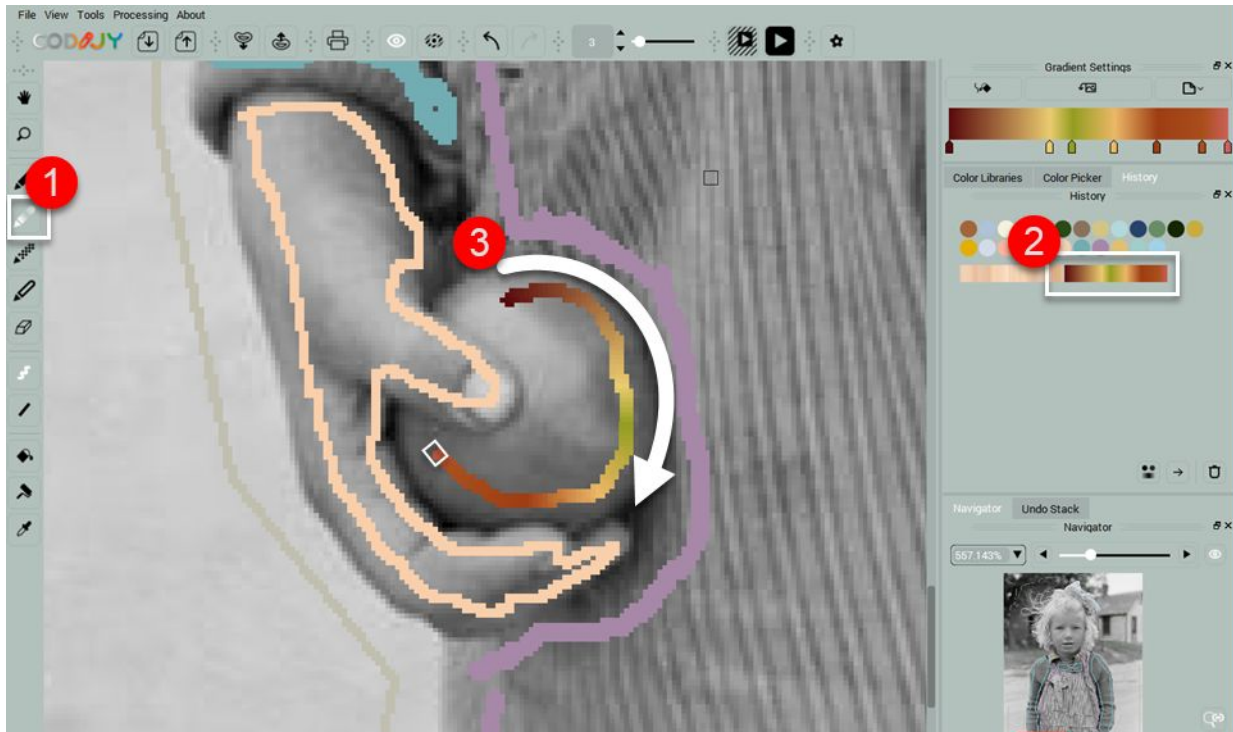 File View Tools Processing About
CODIJY
3
Gradient Settings
1
Color Libraries Color Picker History
History
2
3
Navigator Undo Stack
Navigator
557.143%